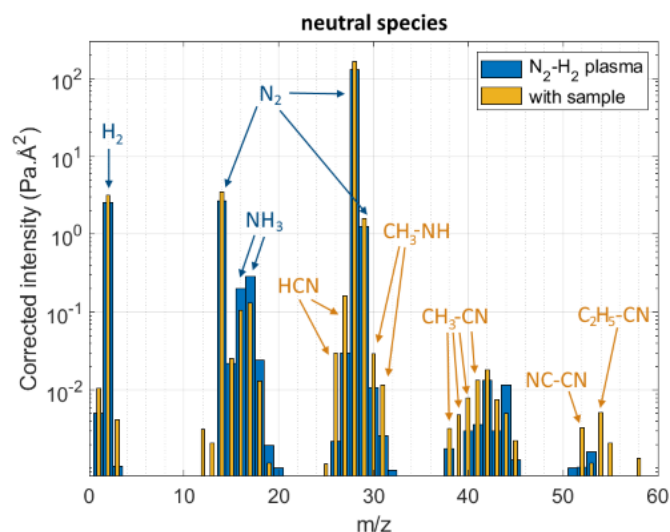 neutral species
N₂-H₂ plasma
with sample
H₂
N₂
NH₃
CH₃-NH
HCN
CH₃-CN
C₂H₅-CN
NC-CN
Corrected intensity (Pa.Å²)
10²
10¹
10⁰
10⁻¹
10⁻²
0 10 20 30 40 50 60
m/z